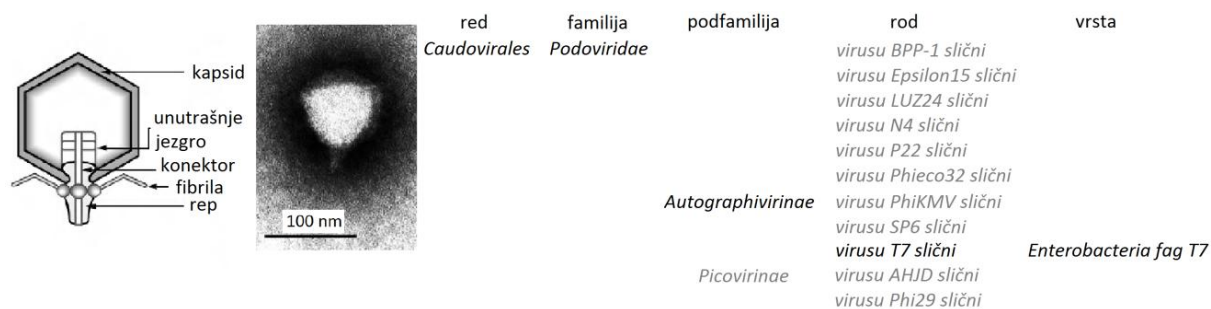 kapsid
unutrašnje
jezgro
konektor
fibrila
rep
100 nm
red familija podfamilija rod vrsta
Caudovirales Podoviridae
virusu BPP-1 slični
virusu Epsilon15 slični
virusu LUZ24 slični
virusu N4 slični
virusu P22 slični
virusu Phieco32 slični
Autographivirinae virusu PhiKMV slični
virusu SP6 slični
virusu T7 slični Enterobacteria fag T7
Picovirinae virusu AHJD slični
virusu Phi29 slični